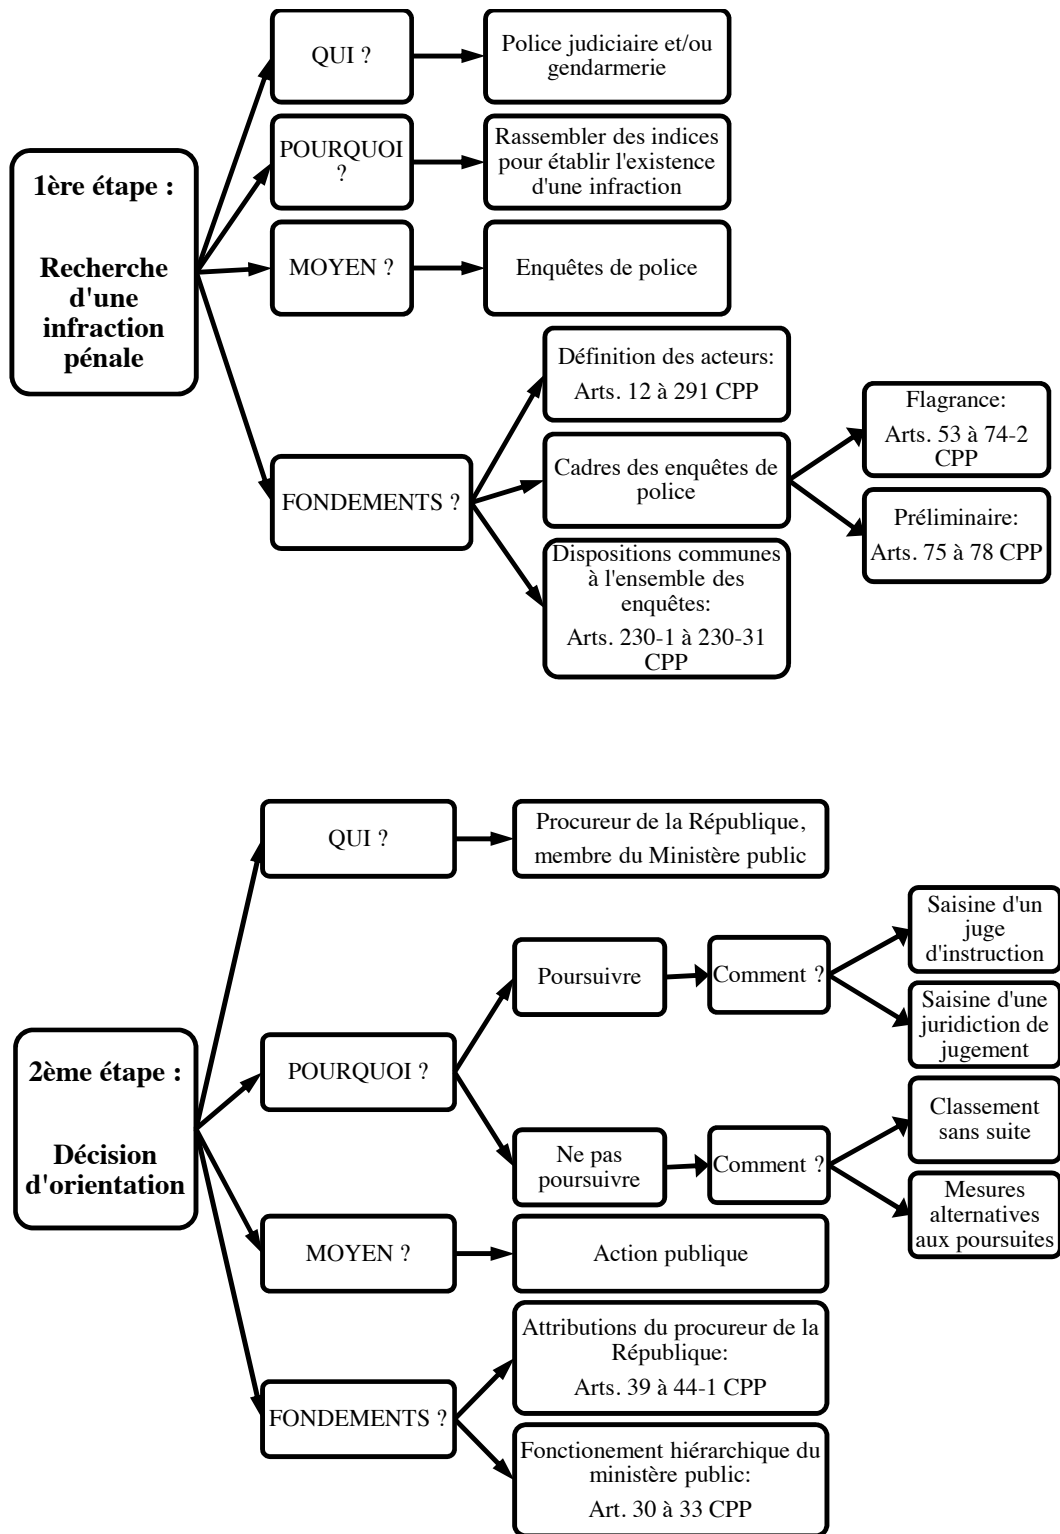 QUI ?
Police judiciaire et/ou
gendarmerie
1ère étape :
Recherche
d'une
infraction
pénale
POURQUOI
?
Rassembler des indices
pour établir l'existence
d'une infraction
MOYEN ?
Enquêtes de police
FONDEMENTS ?
Définition des acteurs:
Arts. 12 à 291 CPP
Cadres des enquêtes de
police
Flagrance:
Arts. 53 à 74-2
CPP
Préliminaire:
Arts. 75 à 78 CPP
Dispositions communes
à l'ensemble des
enquêtes:
Arts. 230-1 à 230-31
CPP
2ème étape :
Décision
d'orientation
QUI ?
Procureur de la République,
membre du Ministère public
POURQUOI ?
Poursuivre
Comment ?
Saisine d'un
juge
d'instruction
Saisine d'une
juridiction de
jugement
Ne pas
poursuivre
Comment ?
Classement
sans suite
Mesures
alternatives
aux poursuites
MOYEN ?
Action publique
FONDEMENTS ?
Attributions du procureur de la
République:
Arts. 39 à 44-1 CPP
Fonctionement hiérarchique du
ministère public:
Art. 30 à 33 CPP